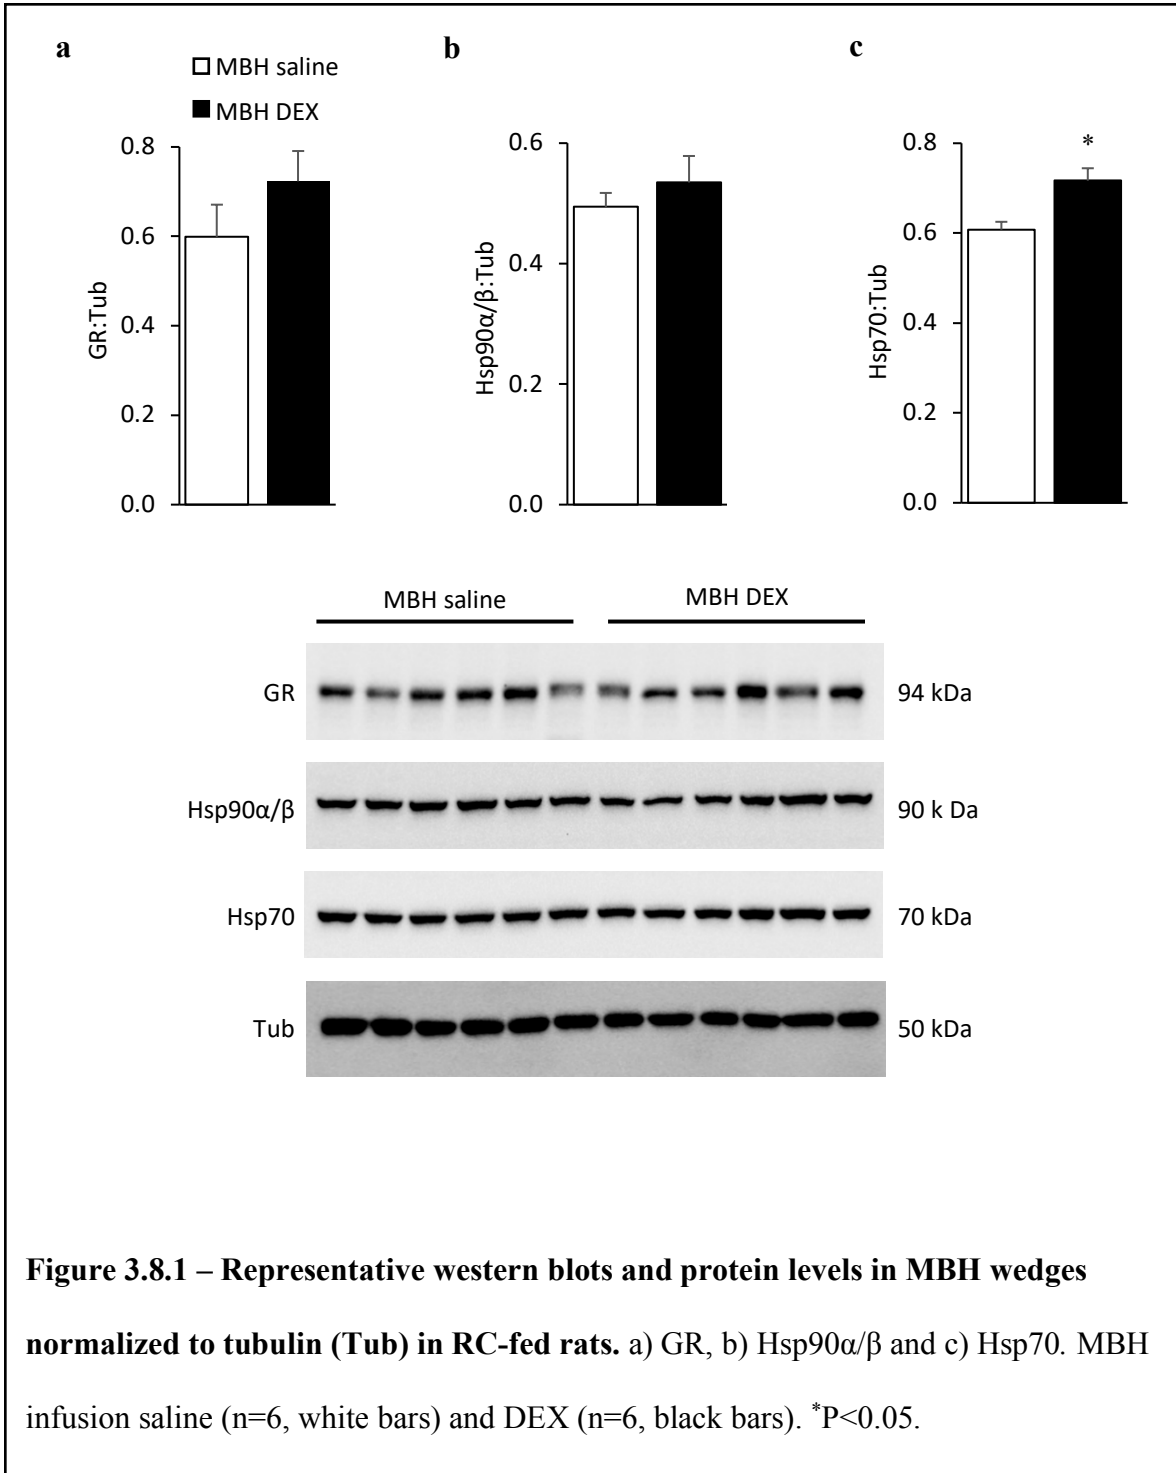 a
b
c
MBH saline
MBH DEX
0.8
0.6
0.4
0.2
0.0
GR:Tub
0.6
0.4
0.2
0.0
Hsp90α/β:Tub
*
0.8
0.6
0.4
0.2
0.0
Hsp70:Tub
MBH saline
MBH DEX
GR
94 kDa
Hsp90α/β
90 k Da
Hsp70
70 kDa
Tub
50 kDa
Figure 3.8.1 – Representative western blots and protein levels in MBH wedges
normalized to tubulin (Tub) in RC-fed rats. a) GR, b) Hsp90α/β and c) Hsp70. MBH
infusion saline (n=6, white bars) and DEX (n=6, black bars). *P<0.05.